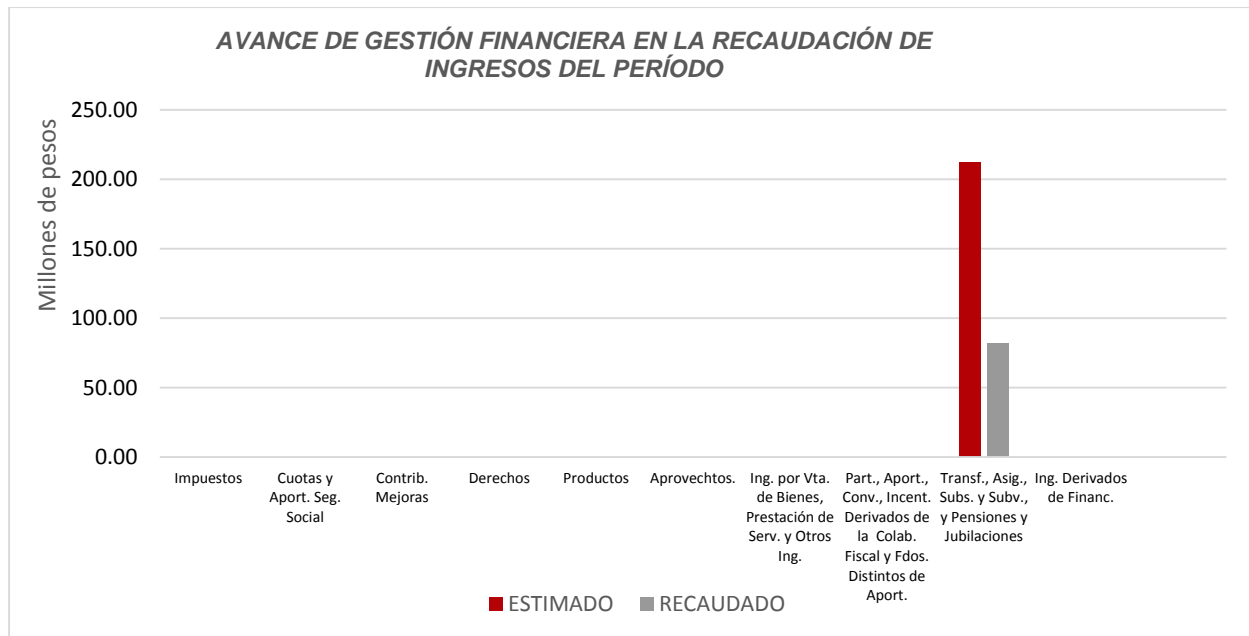 AVANCE DE GESTIÓN FINANCIERA EN LA RECAUDACIÓN DE
INGRESOS DEL PERÍODO
Millones de pesos
250.00
200.00
150.00
100.00
50.00
0.00
Impuestos
Cuotas y
Aport. Seg.
Social
Contrib.
Mejoras
Derechos
Productos
Aprovechtos.
Ing. por Vta.
de Bienes,
Prestación de
Serv. y Otros
Ing.
Part., Aport.,
Conv., Incent.
Derivados de
la Colab.
Fiscal y Fdos.
Distintos de
Aport.
Transf., Asig.,
Subs. y Subv.,
y Pensiones y
Jubilaciones
Ing. Derivados
de Financ.
ESTIMADO
RECAUDADO